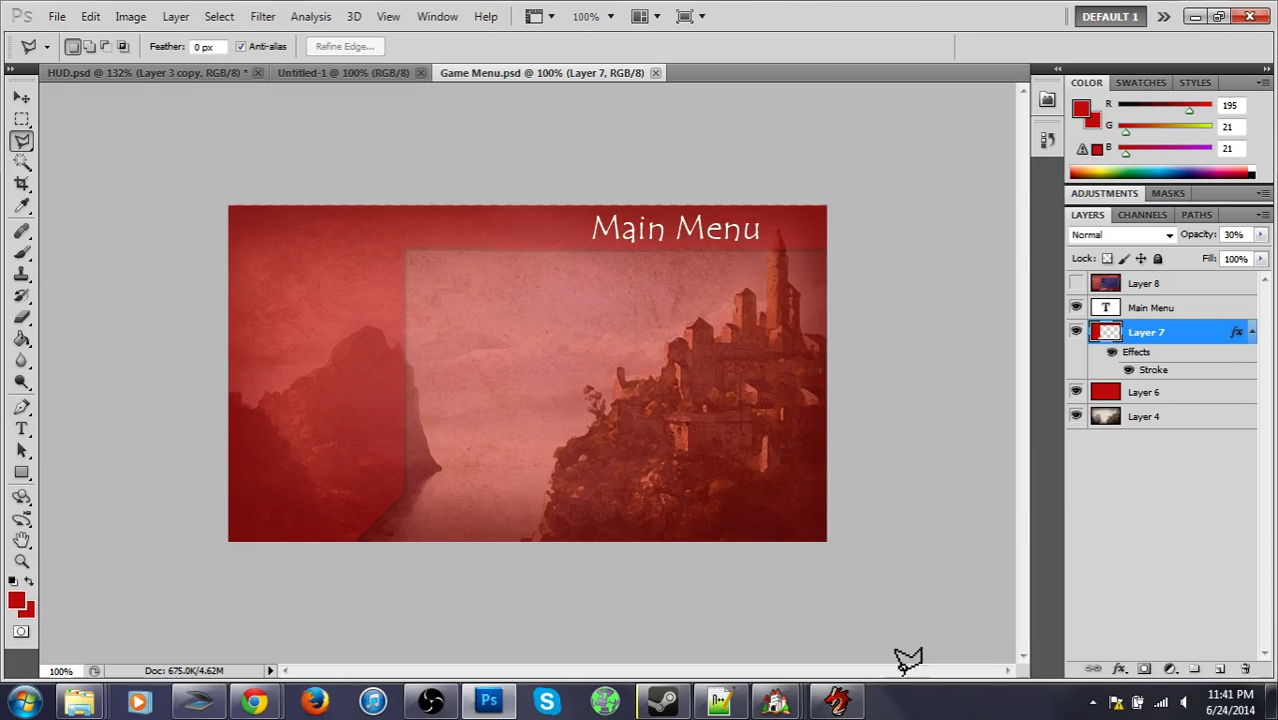 Ps File Edit Image Layer Select Filter Analysis 3D View Window Help 100% DEFAULT 1
Feather: 0 px Anti-alias Refine Edge...
HUD.psd @ 132% (Layer 3 copy, RGB/8) * Untitled-1 @ 100% (RGB/8) Game Menu.psd @ 100% (Layer 7, RGB/8)
COLOR SWATCHES STYLES
R 195
G 21
B 21
ADJUSTMENTS MASKS
LAYERS CHANNELS PATHS
Normal Opacity: 30%
Lock: Fill: 100%
Layer 8
T Main Menu
Layer 7 fx
Effects
Stroke
Layer 6
Layer 4
Main Menu
100% Doc: 675.0K/4.62M
fx
Ps
11:41 PM
6/24/2014